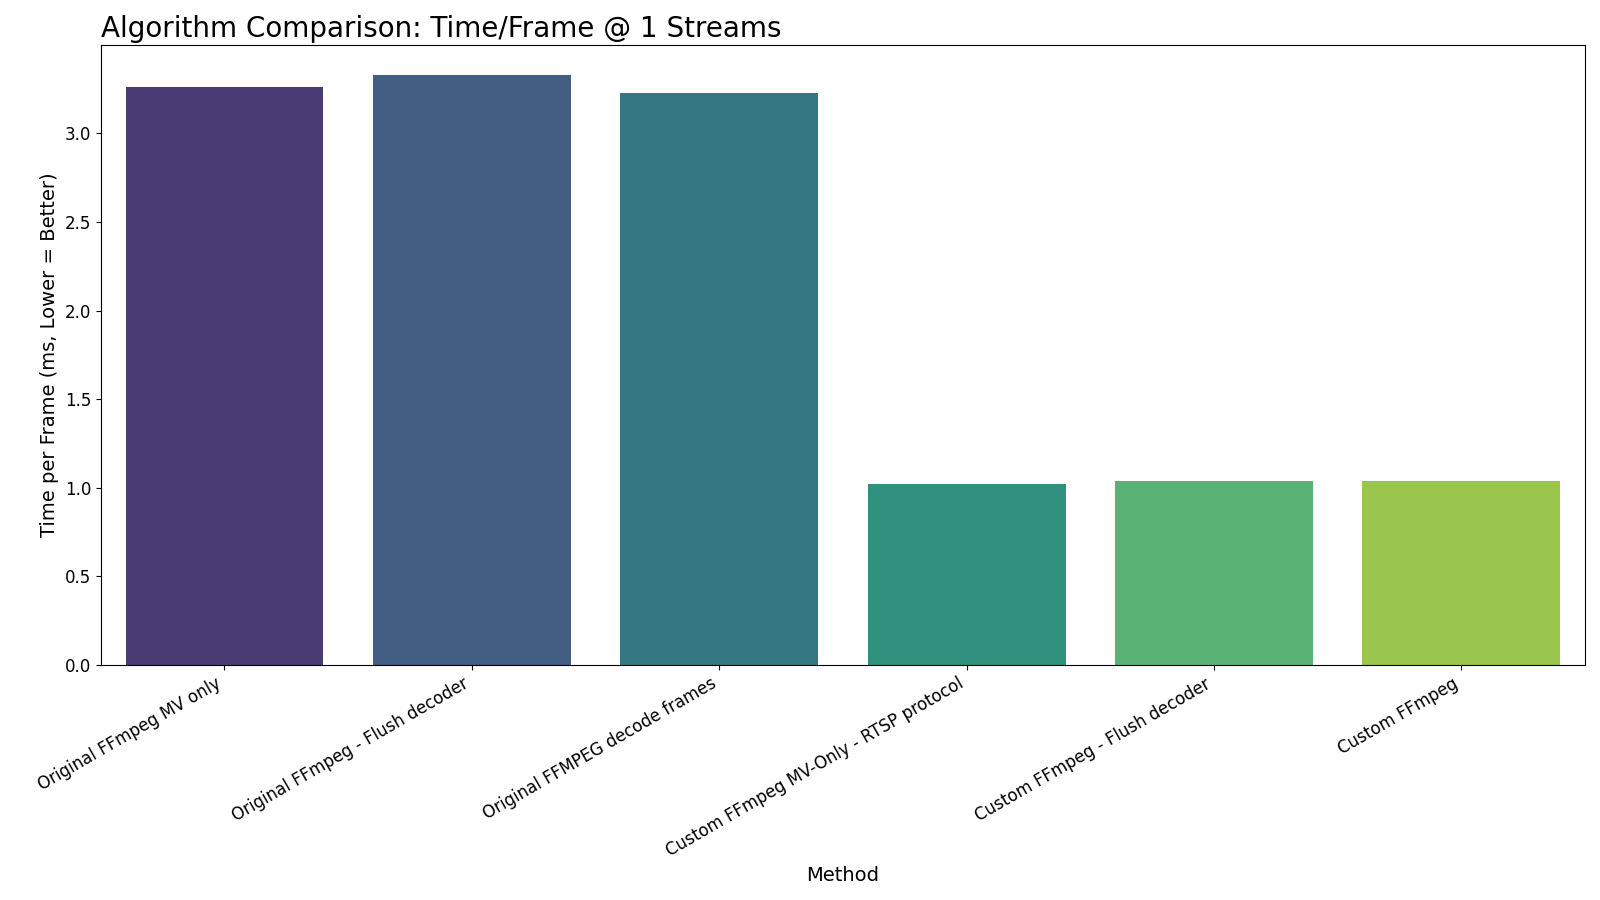 Algorithm Comparison: Time/Frame @ 1 Streams
Time per Frame (ms, Lower = Better)
3.0
2.5
2.0
1.5
1.0
0.5
0.0
Original FFmpeg MV only
Original FFmpeg - Flush decoder
Original FFMPEG decode frames
Custom FFmpeg MV-Only - RTSP protocol
Custom FFmpeg - Flush decoder
Custom FFmpeg
Method